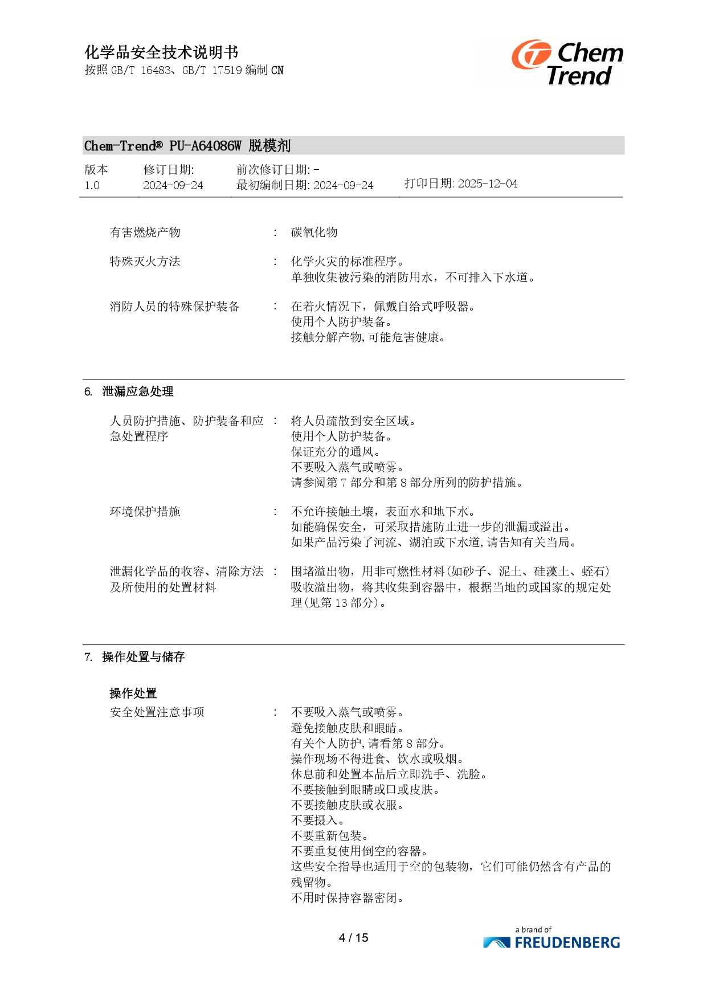 化学品安全技术说明书
按照 GB/T 16483、GB/T 17519 编制 CN
Chem
Trend
Chem-Trend® PU-A64086W 脱模剂
版本 修订日期: 前次修订日期: -
1.0 2024-09-24 最初编制日期: 2024-09-24 打印日期: 2025-12-04
有害燃烧产物 : 碳氧化物
特殊灭火方法 : 化学火灾的标准程序。
单独收集被污染的消防用水，不可排入下水道。
消防人员的特殊保护装备 : 在着火情况下，佩戴自给式呼吸器。
使用个人防护装备。
接触分解产物,可能危害健康。
6. 泄漏应急处理
人员防护措施、防护装备和应 : 将人员疏散到安全区域。
急处置程序 使用个人防护装备。
保证充分的通风。
不要吸入蒸气或喷雾。
请参阅第 7 部分和第 8 部分所列的防护措施。
环境保护措施 : 不允许接触土壤，表面水和地下水。
如能确保安全，可采取措施防止进一步的泄漏或溢出。
如果产品污染了河流、湖泊或下水道,请告知有关当局。
泄漏化学品的收容、清除方法 : 围堵溢出物，用非可燃性材料(如砂子、泥土、硅藻土、蛭石)
及所使用的处置材料 吸收溢出物，将其收集到容器中，根据当地的或国家的规定处
理(见第 13 部分)。
7. 操作处置与储存
操作处置
安全处置注意事项 : 不要吸入蒸气或喷雾。
避免接触皮肤和眼睛。
有关个人防护,请看第 8 部分。
操作现场不得进食、饮水或吸烟。
休息前和处置本品后立即洗手、洗脸。
不要接触到眼睛或口或皮肤。
不要接触皮肤或衣服。
不要摄入。
不要重新包装。
不要重复使用倒空的容器。
这些安全指导也适用于空的包装物，它们可能仍然含有产品的
残留物。
不用时保持容器密闭。
4 / 15
a brand of
FREUDENBERG